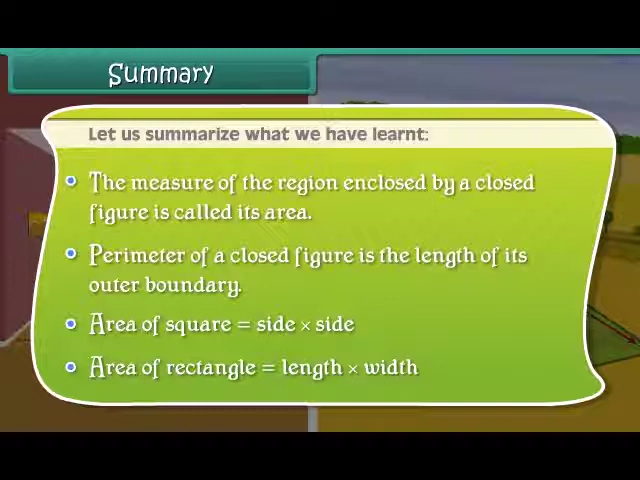 Summary
Let us summarize what we have learnt:
The measure of the region enclosed by a closed
figure is called its area.
Perimeter of a closed figure is the length of its
outer boundary.
Area of square = side × side
Area of rectangle = length × width